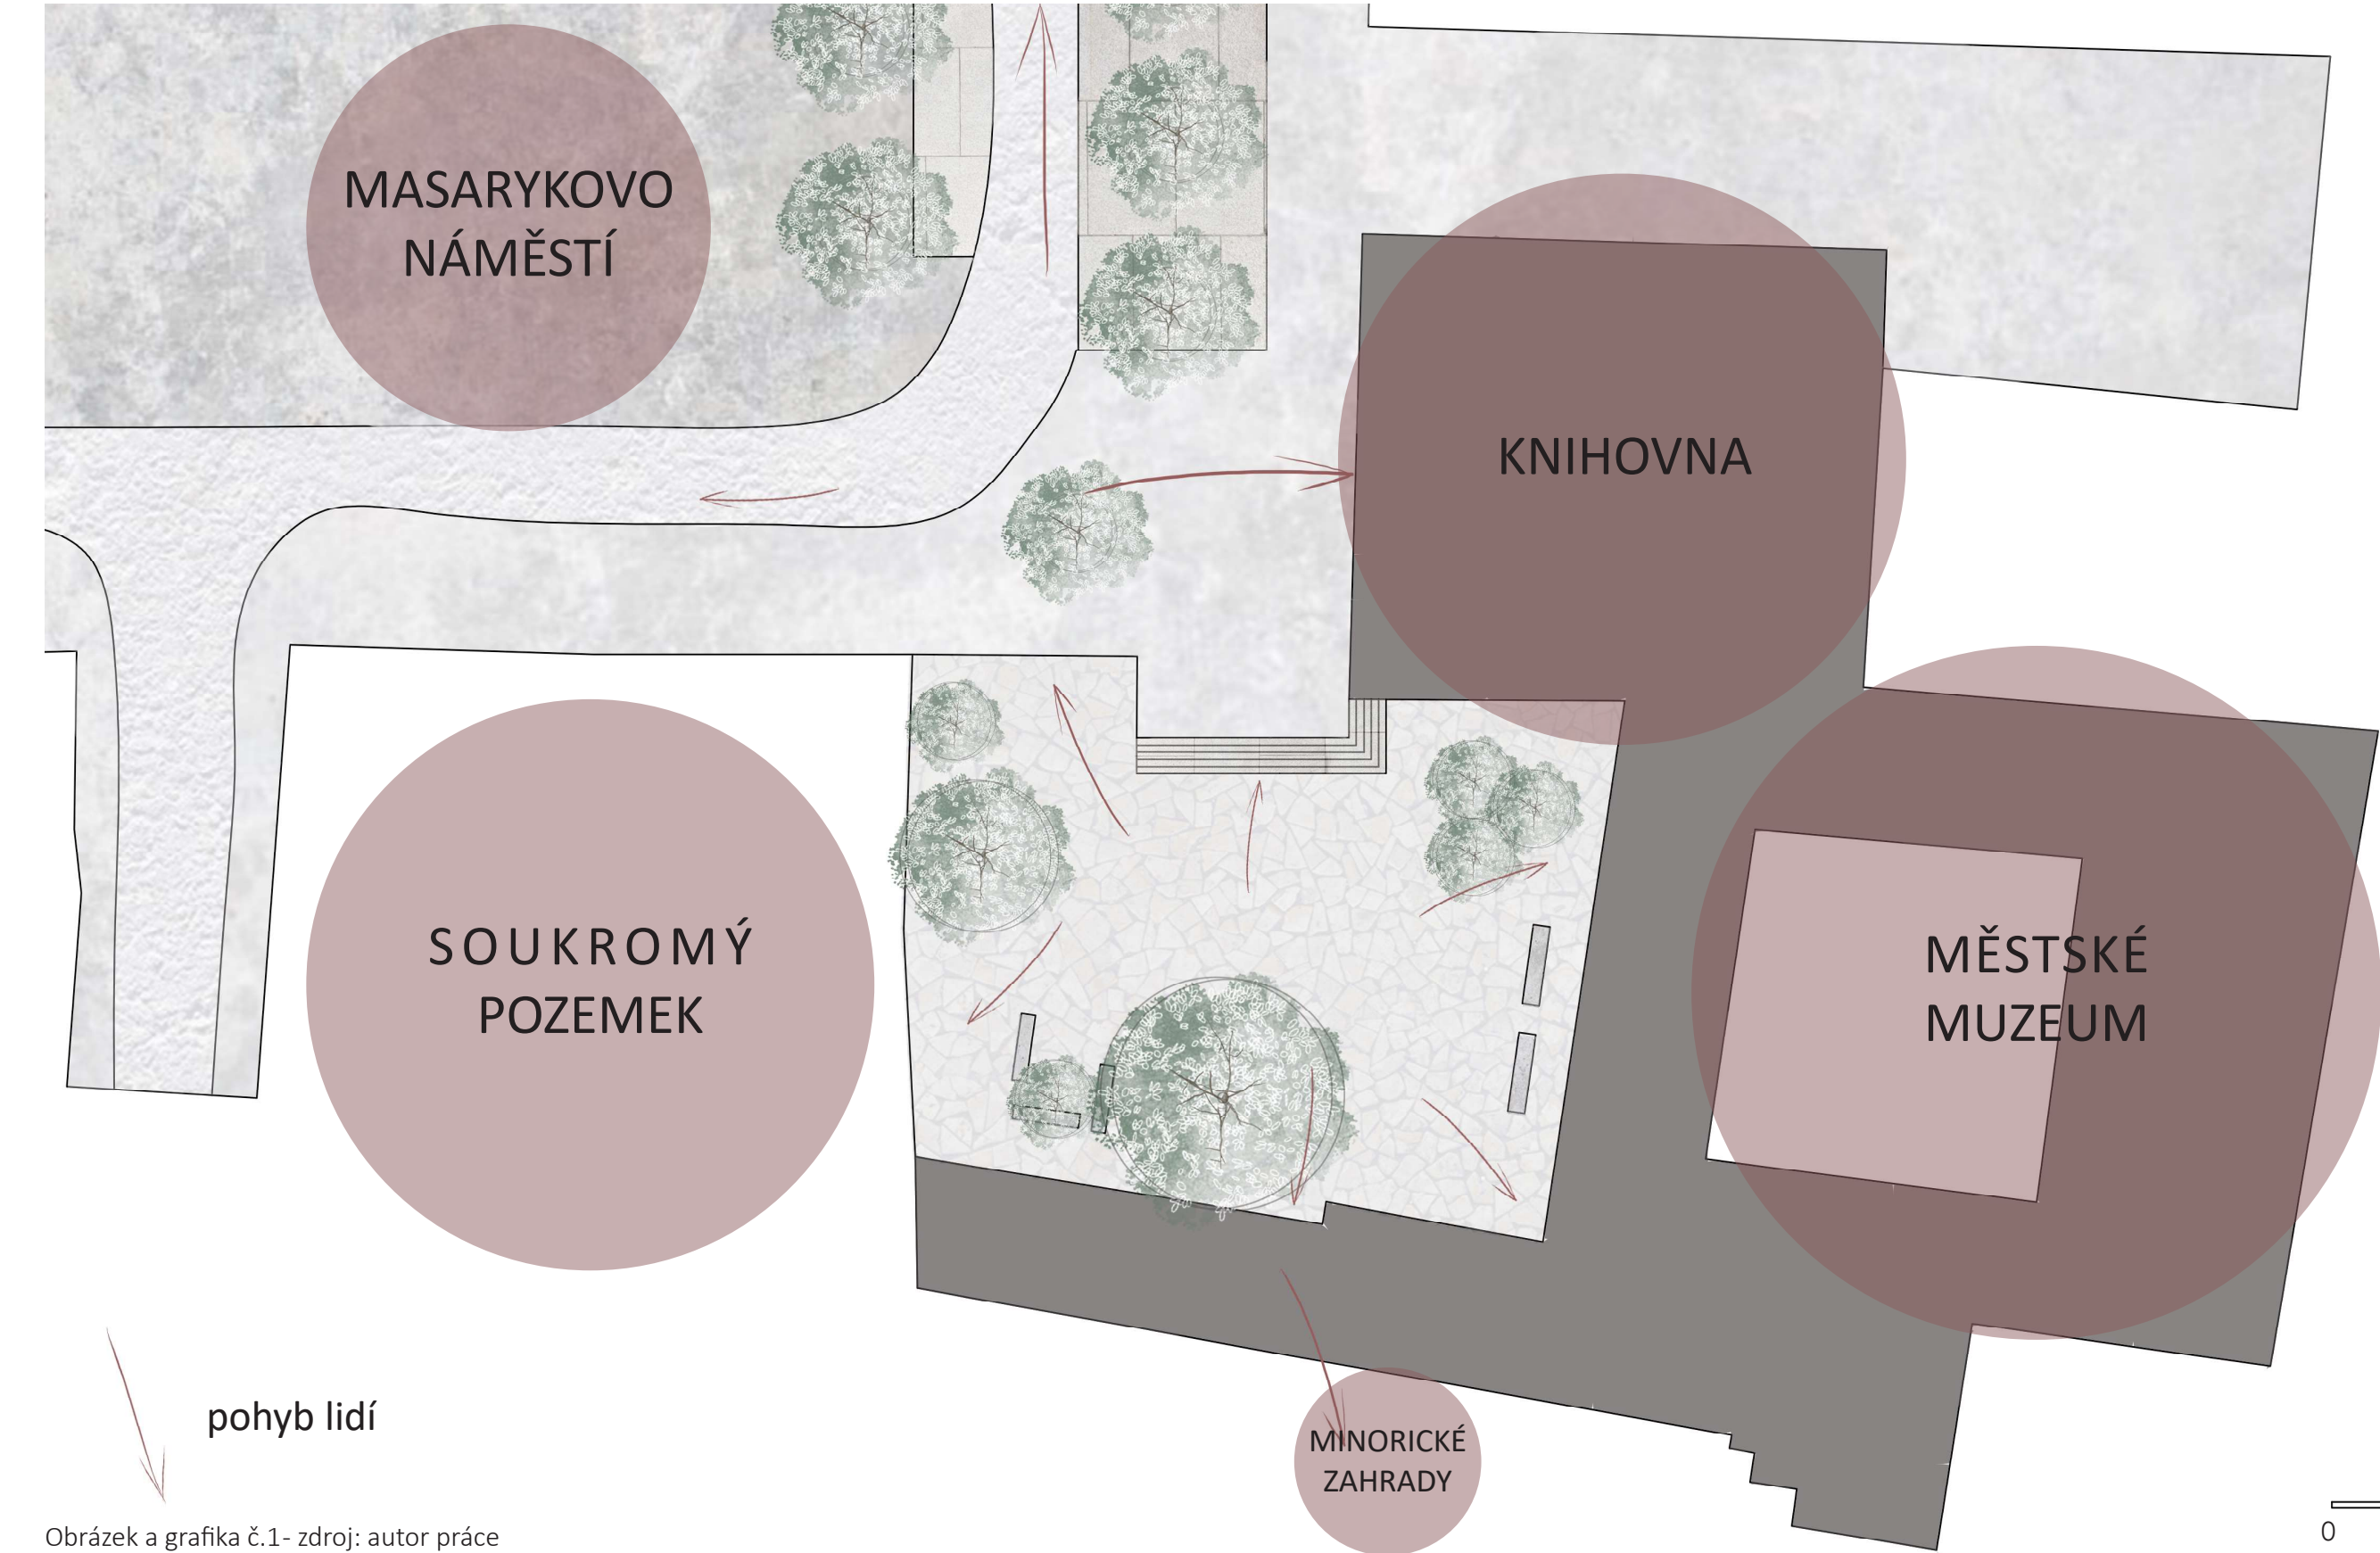 MASARYKOVO
NÁMĚSTÍ
KNIHOVNA
SOUKROMÝ
POZEMEK
MĚSTSKÉ
MUZEUM
pohyb lidí
MINORICKÉ
ZAHRADY
Obrázek a grafika č.1- zdroj: autor práce
0